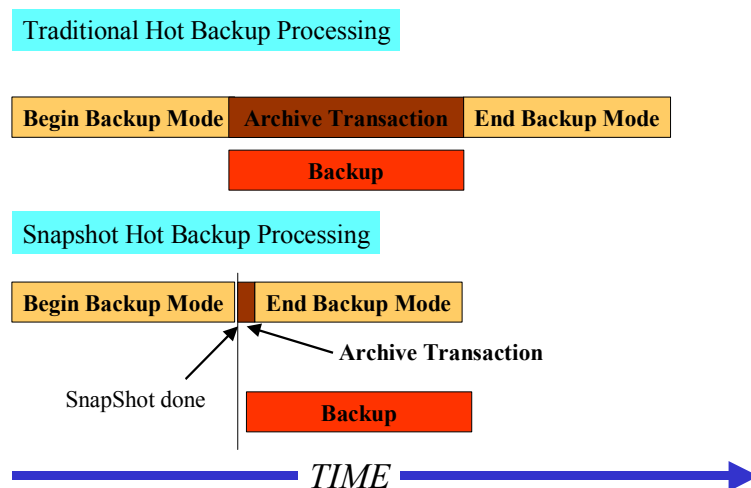 Traditional Hot Backup Processing
Begin Backup Mode Archive Transaction End Backup Mode
Backup
Snapshot Hot Backup Processing
Begin Backup Mode End Backup Mode
Archive Transaction
SnapShot done
Backup
TIME